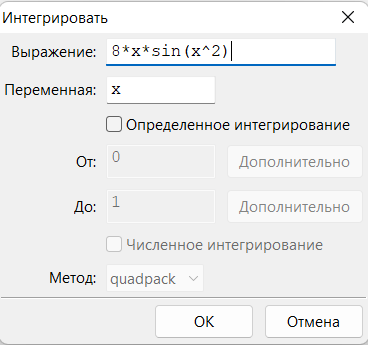 Интегрировать
Выражение: 8*x*sin(x^2)
Переменная: x
Определенное интегрирование
От: 0 Дополнительно
До: 1 Дополнительно
Численное интегрирование
Метод: quadpack
OK Отмена